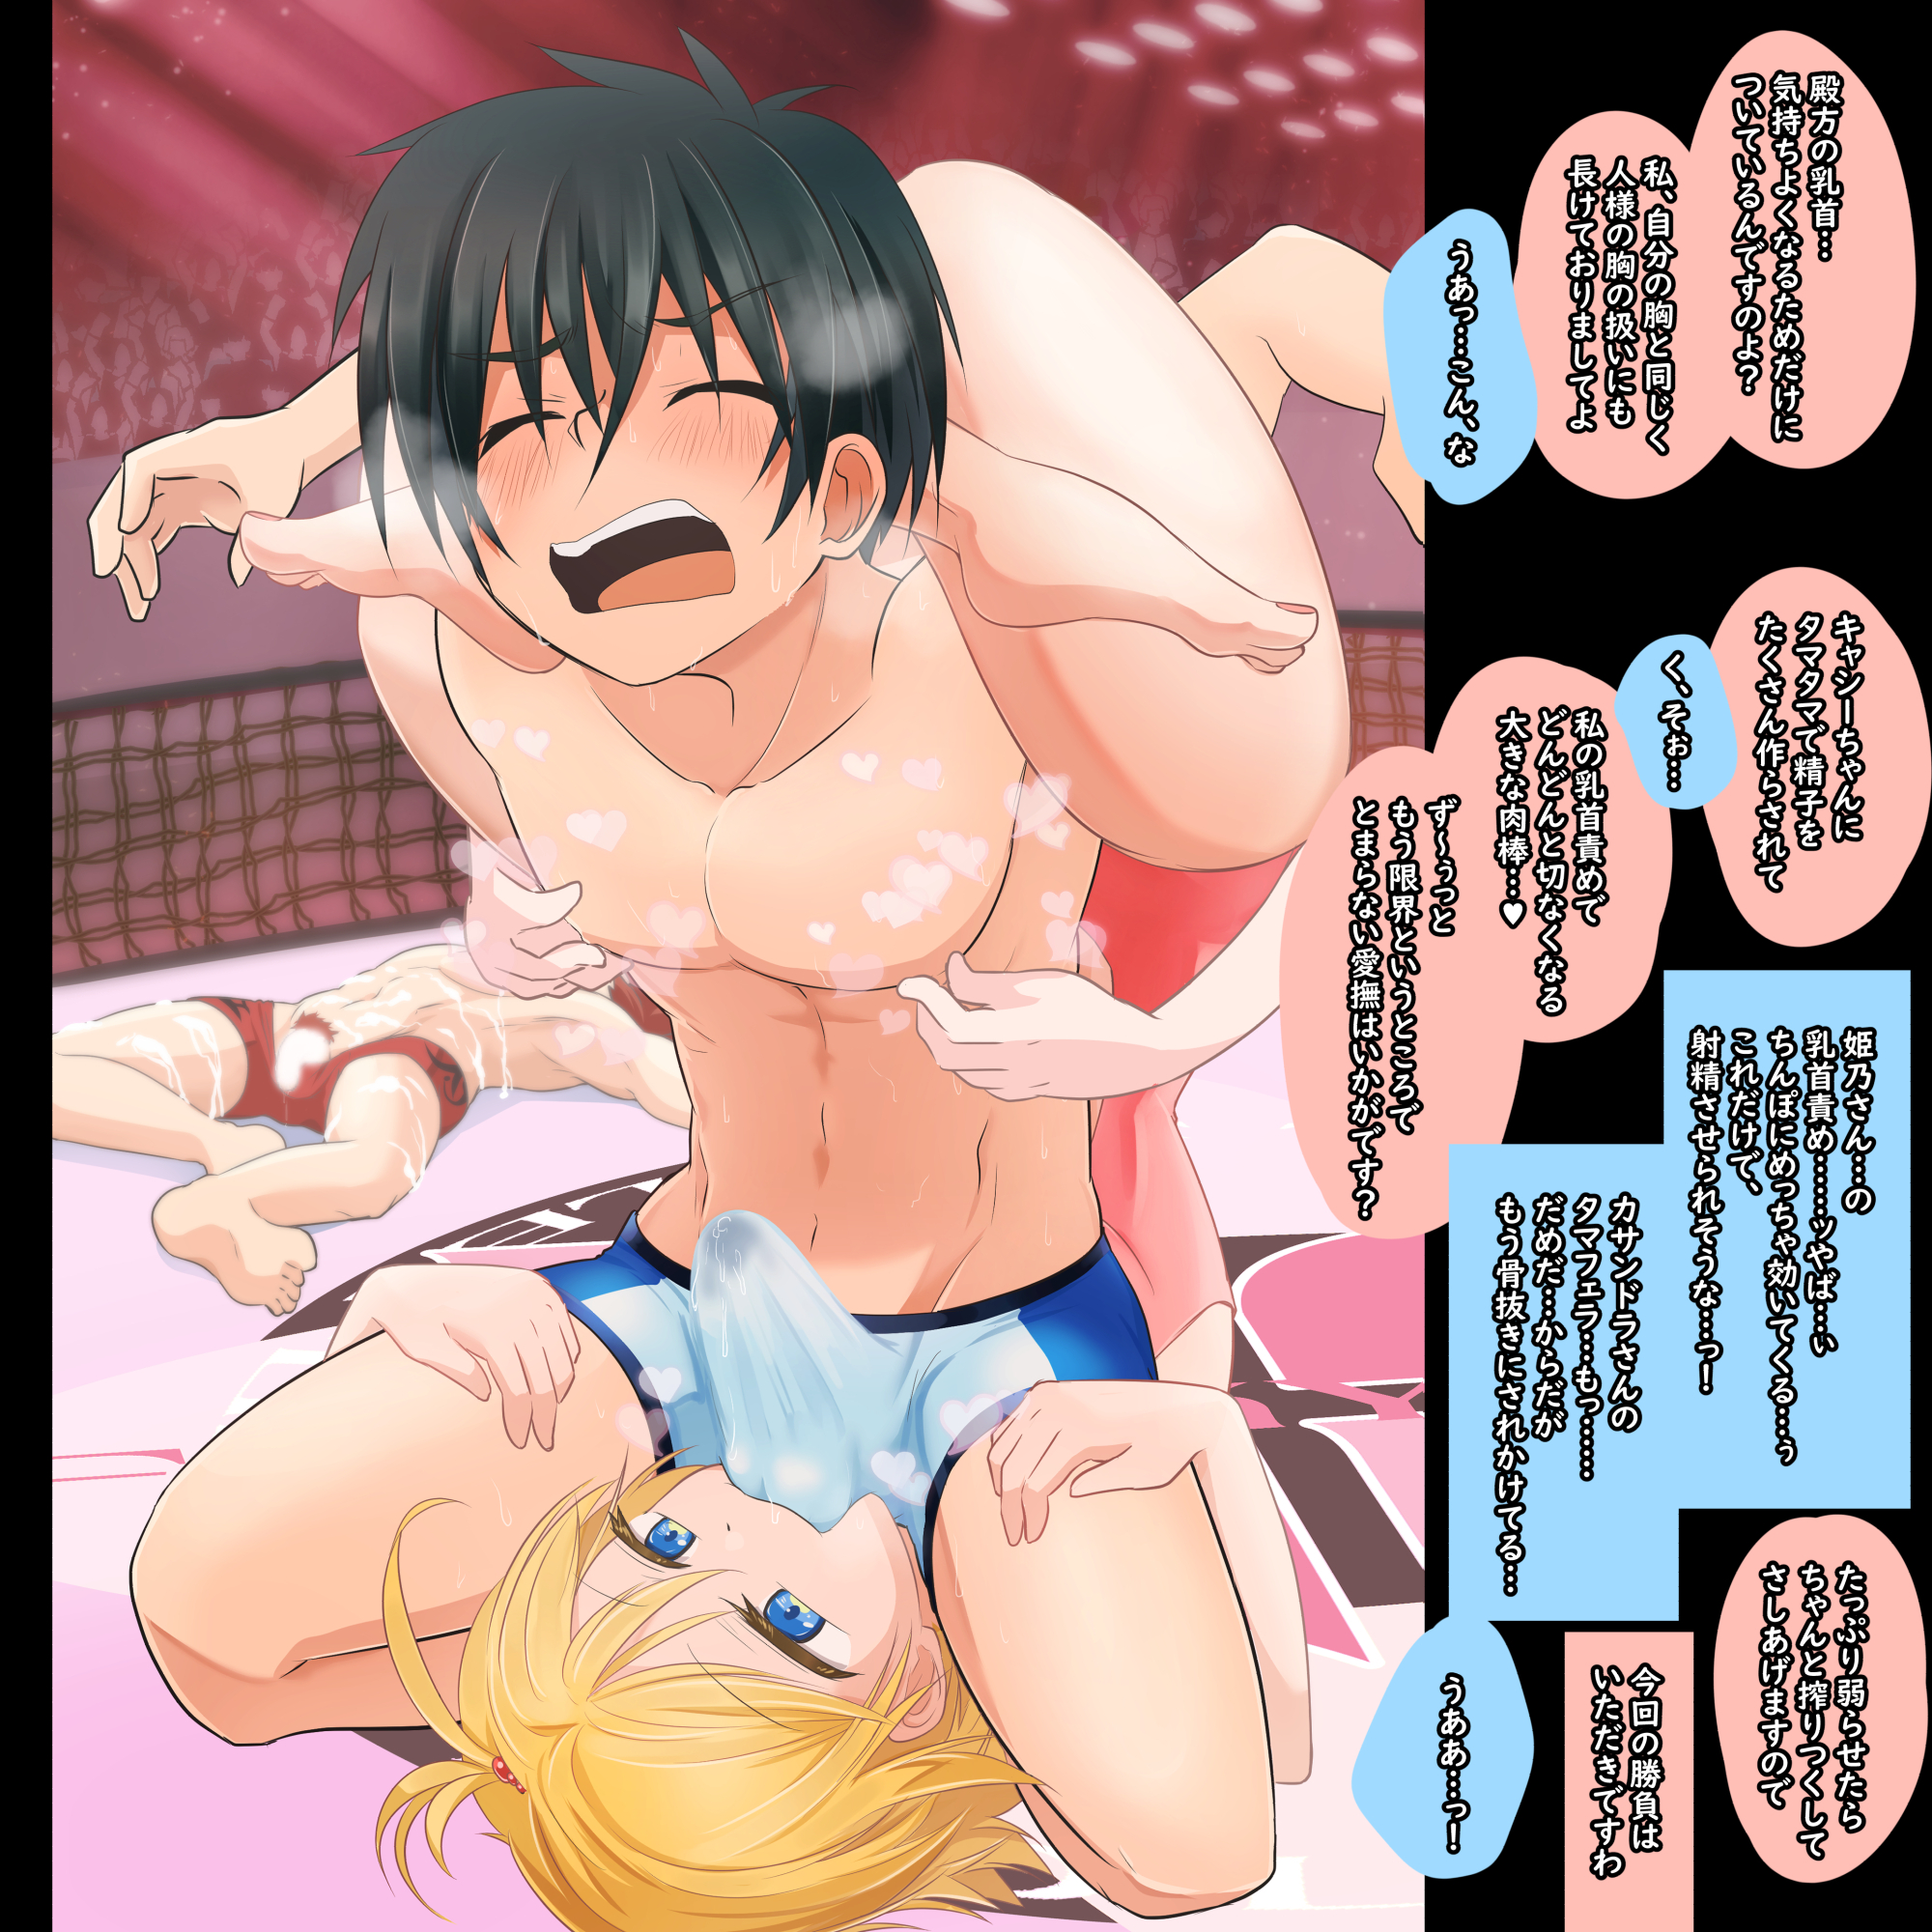 殿方の乳首…
気持ちよくなるためだけに
ついているんですのよ？
私、自分の胸と同じく
人様の胸の扱いにも
長けておりましてよ
うあっ…こん、な
キャシーちゃんに
タマタマで精子を
たくさん作らされて
く、そぉ…
私の乳首責めで
どんどんと切なくなる
大きな肉棒…♥
ず～ぅっと
もう限界というところで
とまらない愛撫はいかがです？
姫乃さん…の
乳首責め……ッやば…ぃ
ちんぽにめっちゃ効いてくる…ぅ
これだけで、
射精させられそうな…っ！
カサンドラさんの
タマフェラ…もっ……
だめだ…からだが
もう骨抜きにされかけてる…
たっぷり弱らせたら
ちゃんと搾りつくして
さしあげますので
今回の勝負は
いただきですわ
うああ…っ！